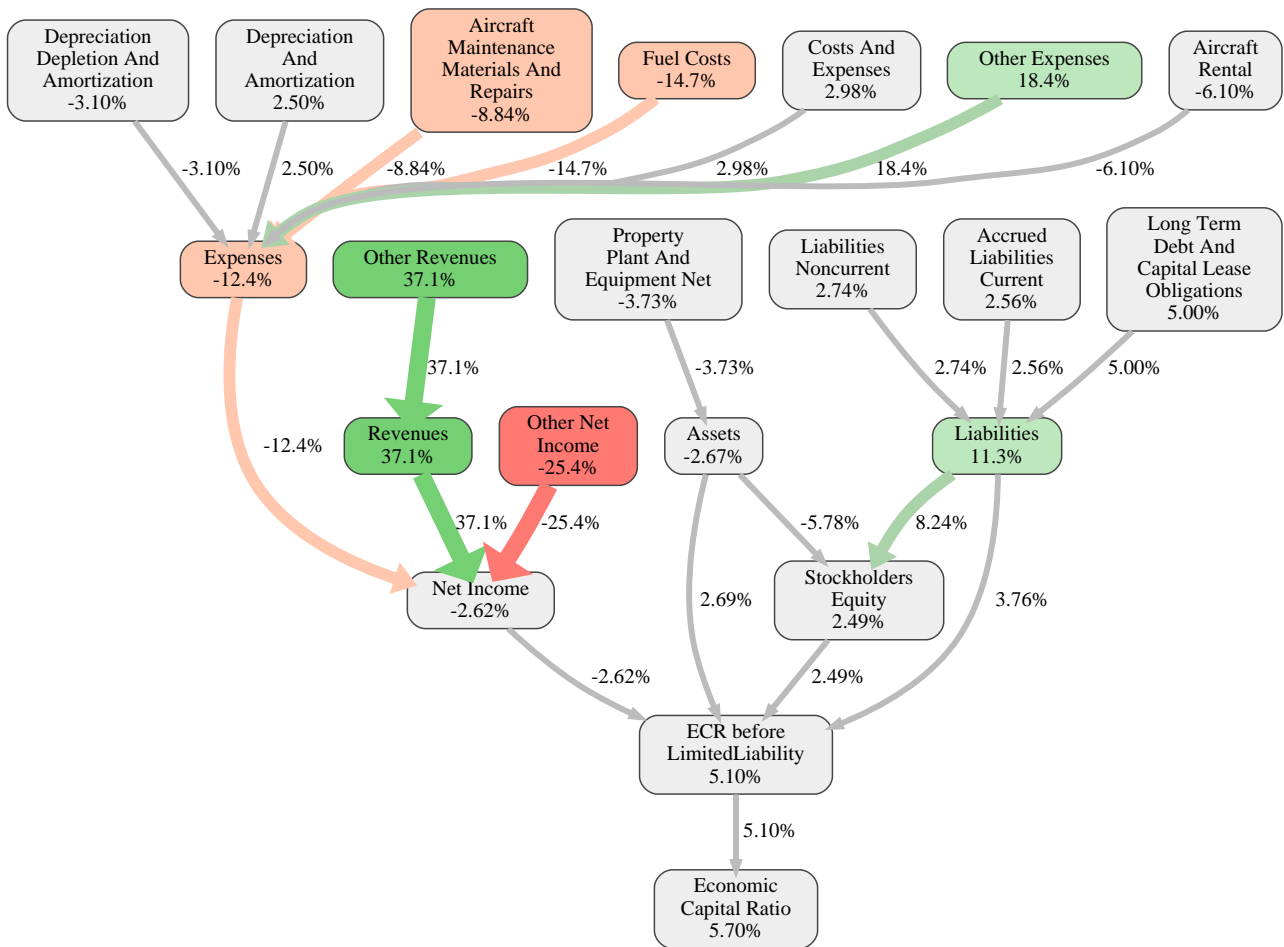 Depreciation
Depletion And
Amortization
-3.10%
Depreciation
And
Amortization
2.50%
Aircraft
Maintenance
Materials And
Repairs
-8.84%
Fuel Costs
-14.7%
Costs And
Expenses
2.98%
Other Expenses
18.4%
Aircraft
Rental
-6.10%
-3.10%
2.50%
-8.84%
-14.7%
2.98%
18.4%
-6.10%
Expenses
-12.4%
Other Revenues
37.1%
Property
Plant And
Equipment Net
-3.73%
Liabilities
Noncurrent
2.74%
Accrued
Liabilities
Current
2.56%
Long Term
Debt And
Capital Lease
Obligations
5.00%
37.1%
-3.73%
2.74%
2.56%
5.00%
-12.4%
Revenues
37.1%
Other Net
Income
-25.4%
Assets
-2.67%
Liabilities
11.3%
37.1%
-25.4%
-5.78%
8.24%
Net Income
-2.62%
2.69%
Stockholders
Equity
2.49%
3.76%
-2.62%
2.49%
ECR before
LimitedLiability
5.10%
5.10%
Economic
Capital Ratio
5.70%